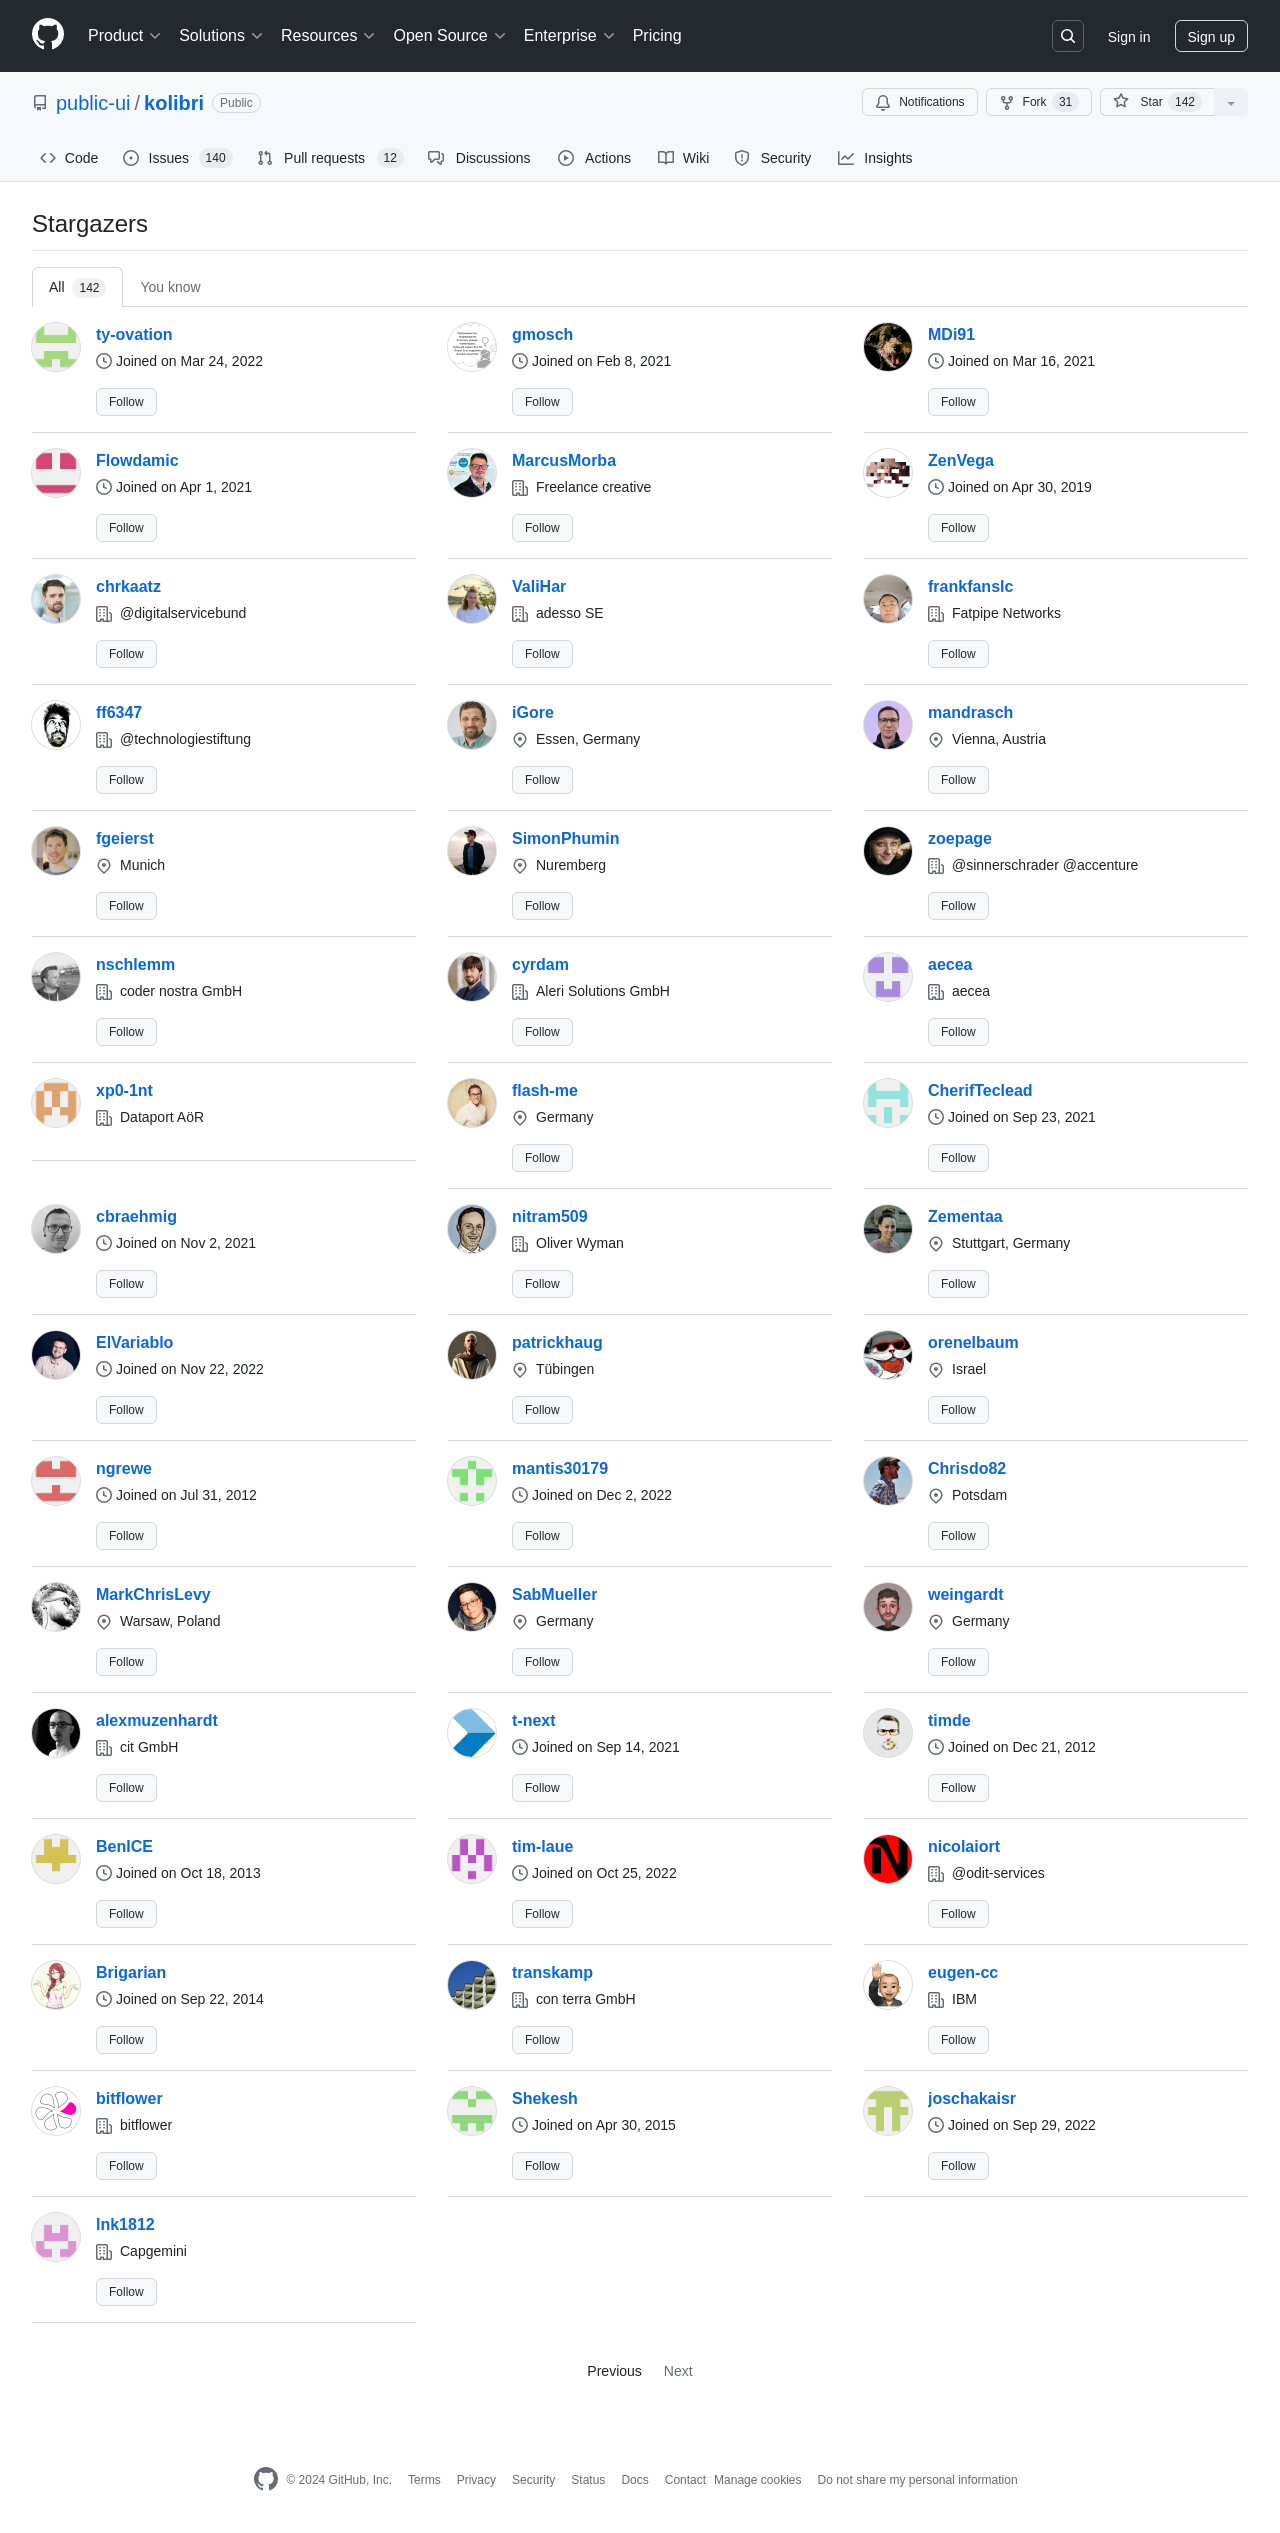 Product Solutions Resources Open Source Enterprise Pricing Sign in Sign up
public-ui / kolibri Public Notifications Fork 31 Star 142
Code Issues 140 Pull requests 12 Discussions Actions Wiki Security Insights
Stargazers
All 142 You know
ty-ovation gmosch MDi91
Joined on Mar 24, 2022 Joined on Feb 8, 2021 Joined on Mar 16, 2021
Follow Follow Follow
Flowdamic MarcusMorba ZenVega
Joined on Apr 1, 2021 Freelance creative Joined on Apr 30, 2019
Follow Follow Follow
chrkaatz ValiHar frankfanslc
@digitalservicebund adesso SE Fatpipe Networks
Follow Follow Follow
ff6347 iGore mandrasch
@technologiestiftung Essen, Germany Vienna, Austria
Follow Follow Follow
fgeierst SimonPhumin zoepage
Munich Nuremberg @sinnerschrader @accenture
Follow Follow Follow
nschlemm cyrdam aecea
coder nostra GmbH Aleri Solutions GmbH aecea
Follow Follow Follow
xp0-1nt flash-me CherifTeclead
Dataport AöR Germany Joined on Sep 23, 2021
Follow Follow
cbraehmig nitram509 Zementaa
Joined on Nov 2, 2021 Oliver Wyman Stuttgart, Germany
Follow Follow Follow
ElVariablo patrickhaug orenelbaum
Joined on Nov 22, 2022 Tübingen Israel
Follow Follow Follow
ngrewe mantis30179 Chrisdo82
Joined on Jul 31, 2012 Joined on Dec 2, 2022 Potsdam
Follow Follow Follow
MarkChrisLevy SabMueller weingardt
Warsaw, Poland Germany Germany
Follow Follow Follow
alexmuzenhardt t-next timde
cit GmbH Joined on Sep 14, 2021 Joined on Dec 21, 2012
Follow Follow Follow
BenICE tim-laue nicolaiort
Joined on Oct 18, 2013 Joined on Oct 25, 2022 @odit-services
Follow Follow Follow
Brigarian transkamp eugen-cc
Joined on Sep 22, 2014 con terra GmbH IBM
Follow Follow Follow
bitflower Shekesh joschakaisr
bitflower Joined on Apr 30, 2015 Joined on Sep 29, 2022
Follow Follow Follow
Ink1812
Capgemini
Follow
Previous Next
© 2024 GitHub, Inc. Terms Privacy Security Status Docs Contact Manage cookies Do not share my personal information